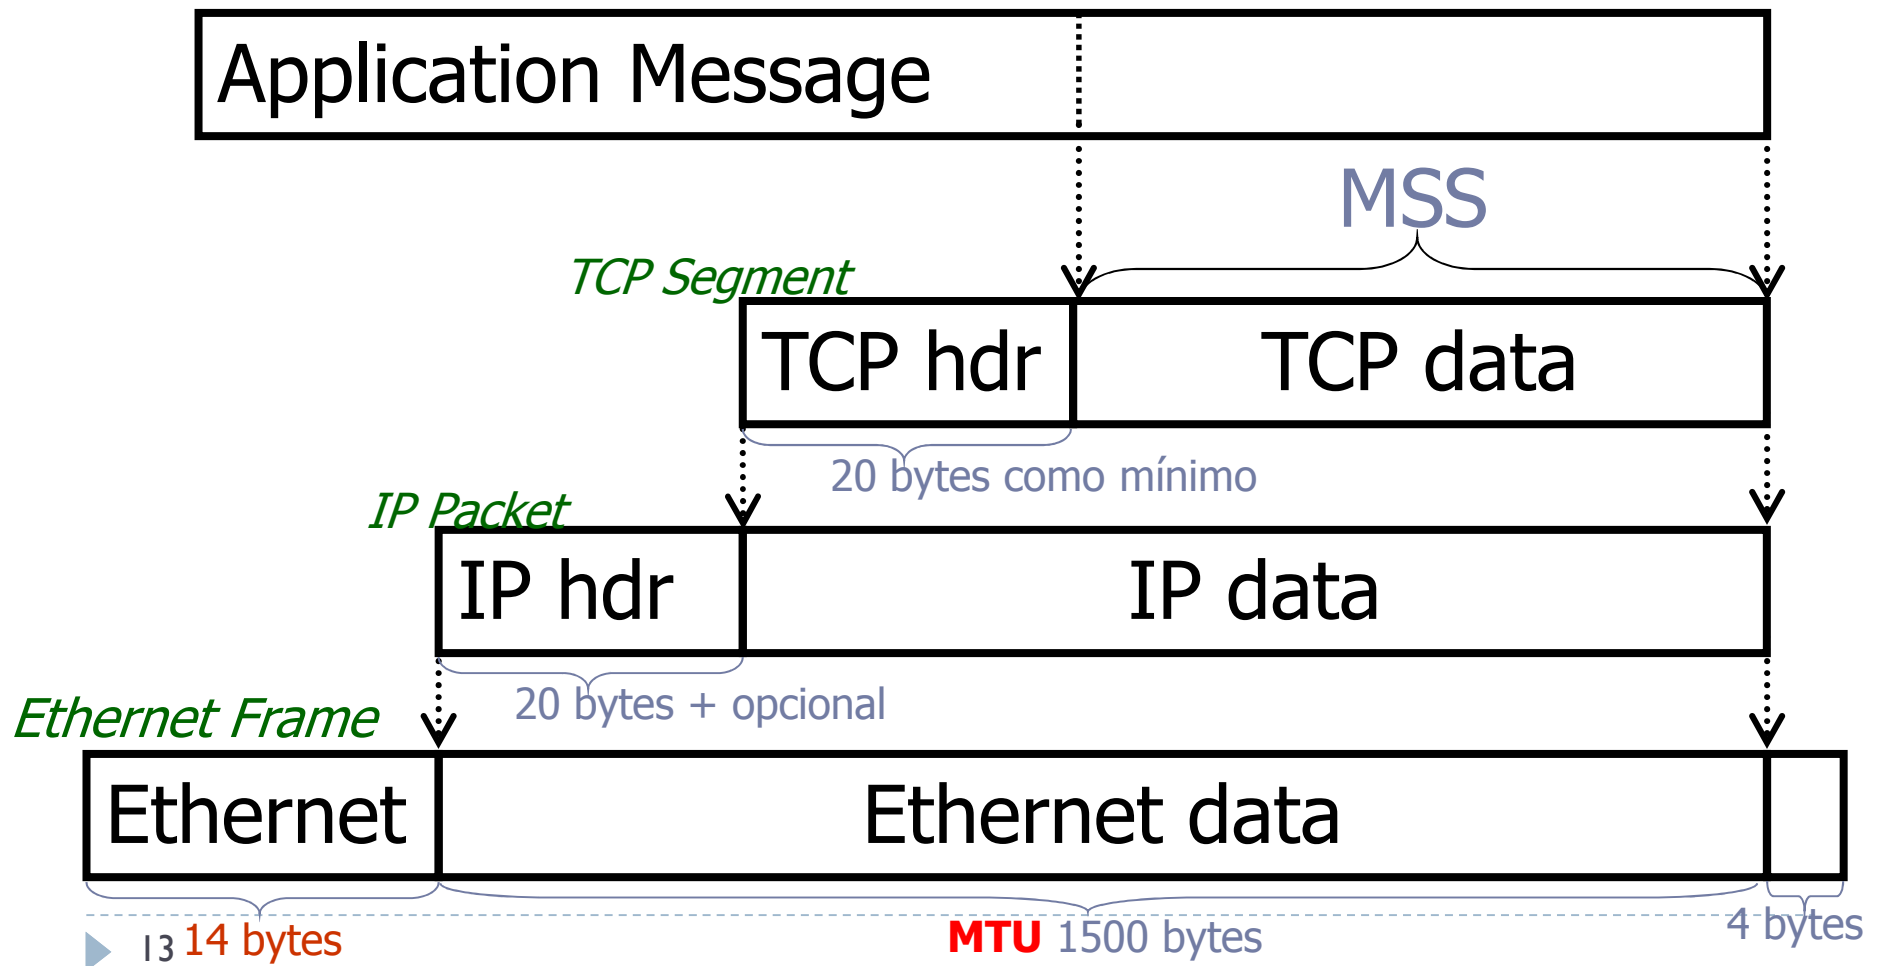 Application Message
MSS
TCP Segment
TCP hdr
TCP data
20 bytes como mínimo
IP Packet
IP hdr
IP data
20 bytes + opcional
Ethernet Frame
Ethernet
Ethernet data
14 bytes
MTU 1500 bytes
4 bytes
13